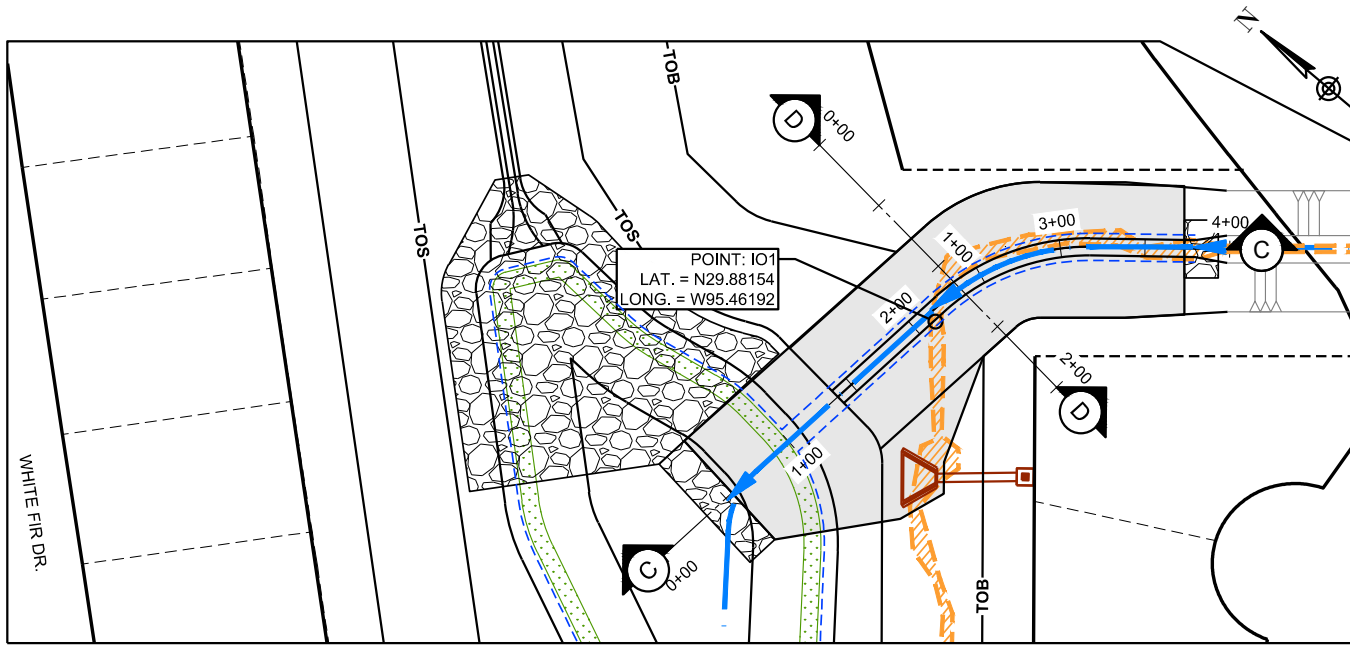 N
TOB
D
0+00
TOS
TOS
3+00
4+00
1+00
C
POINT: IO1
LAT. = N29.88154
LONG. = W95.46192
2+00
2+00
D
1+00
WHITE FIR DR.
C
0+00
TOB